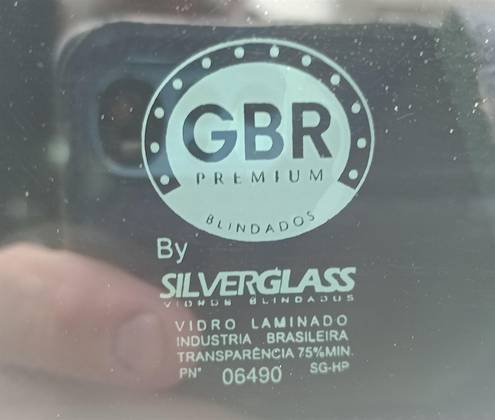 GBR
PREMIUM
BLINDADOS
By
SILVERGLASS
VIDROS BLINDADOS
VIDRO LAMINADO
INDUSTRIA BRASILEIRA
TRANSPARÊNCIA 75%MIN.
PN° 06490 SG-HP